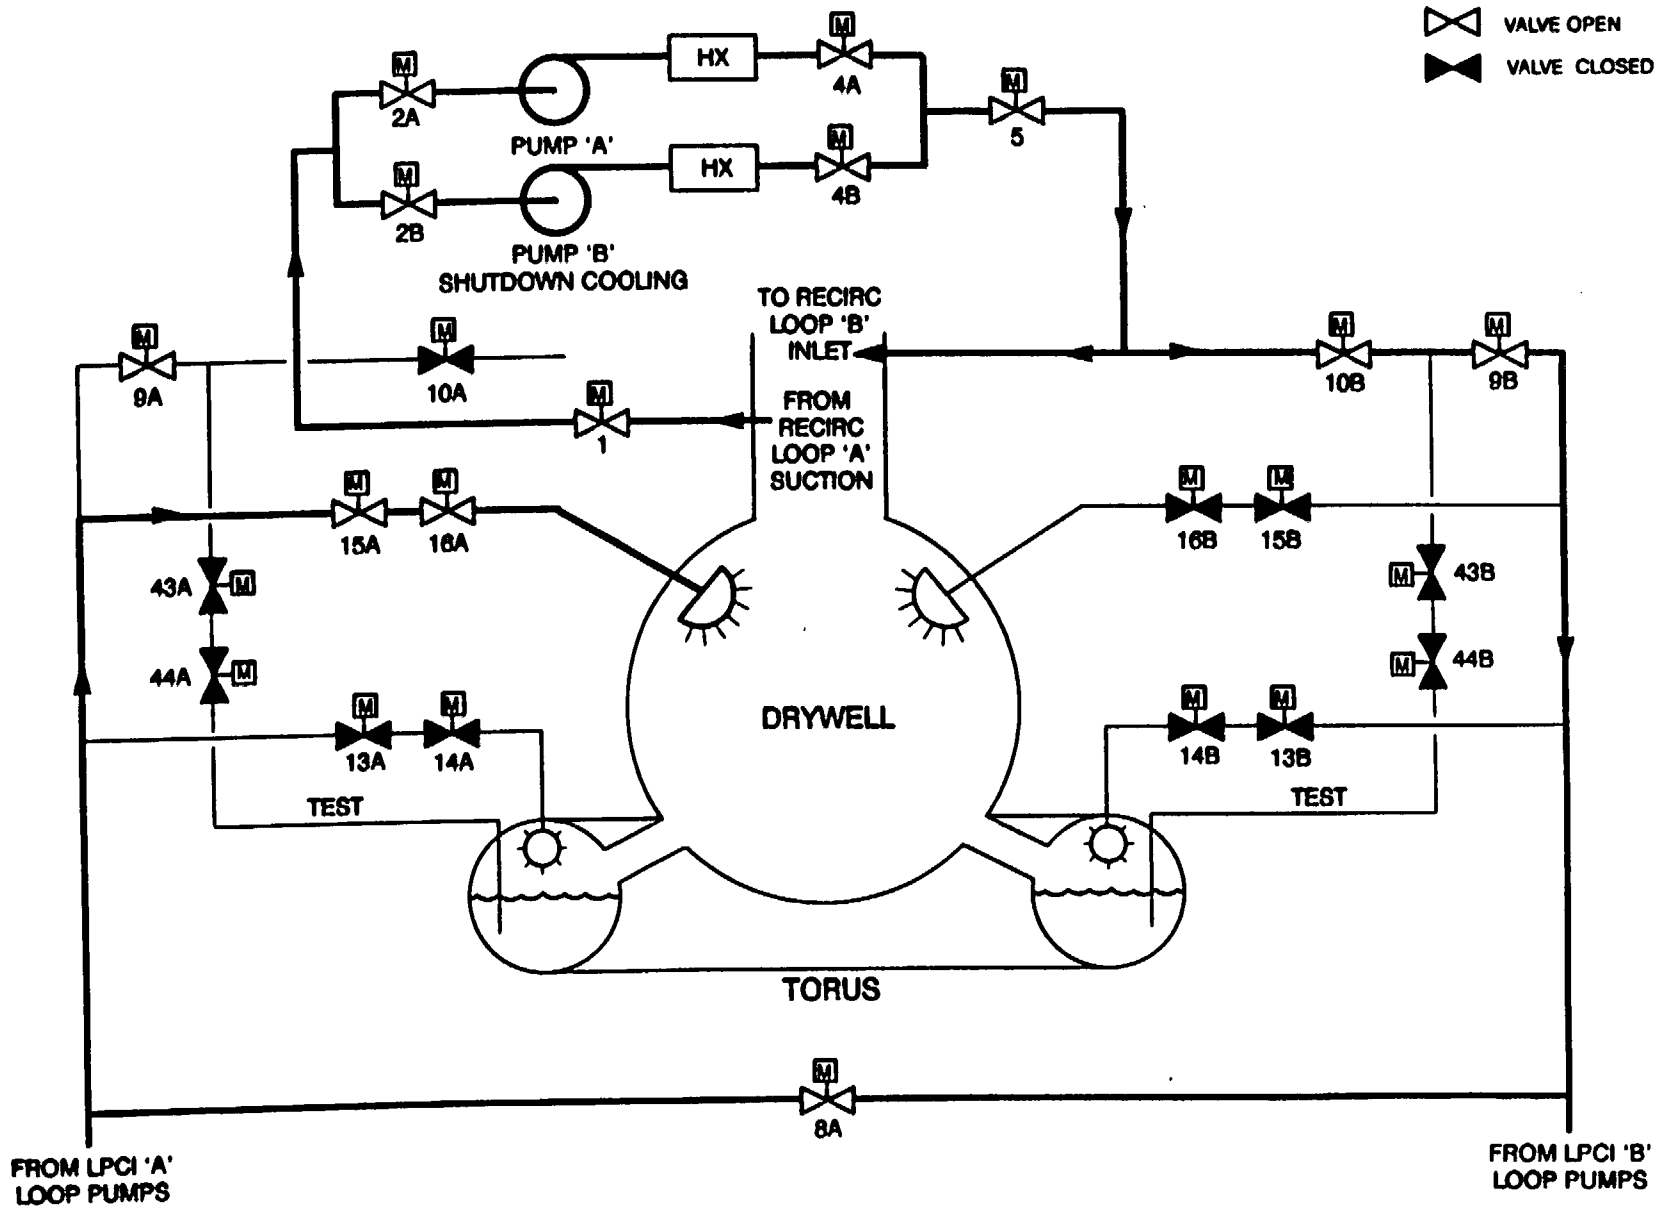 VALVE OPEN
VALVE CLOSED
M
HX
4A
M
2A
PUMP 'A'
M
5
M
HX
4B
M
2B
PUMP 'B'
SHUTDOWN COOLING
TO RECIRC
LOOP 'B'
INLET
M
9A
M
10A
M
10B
M
9B
M
1
FROM
RECIRC
LOOP 'A'
SUCTION
M
15A
M
16A
M
16B
M
15B
43A
M
M
43B
44A
M
M
44B
M
13A
M
14A
DRYWELL
M
14B
M
13B
TEST
TEST
TORUS
M
8A
FROM LPCI 'A'
LOOP PUMPS
FROM LPCI 'B'
LOOP PUMPS